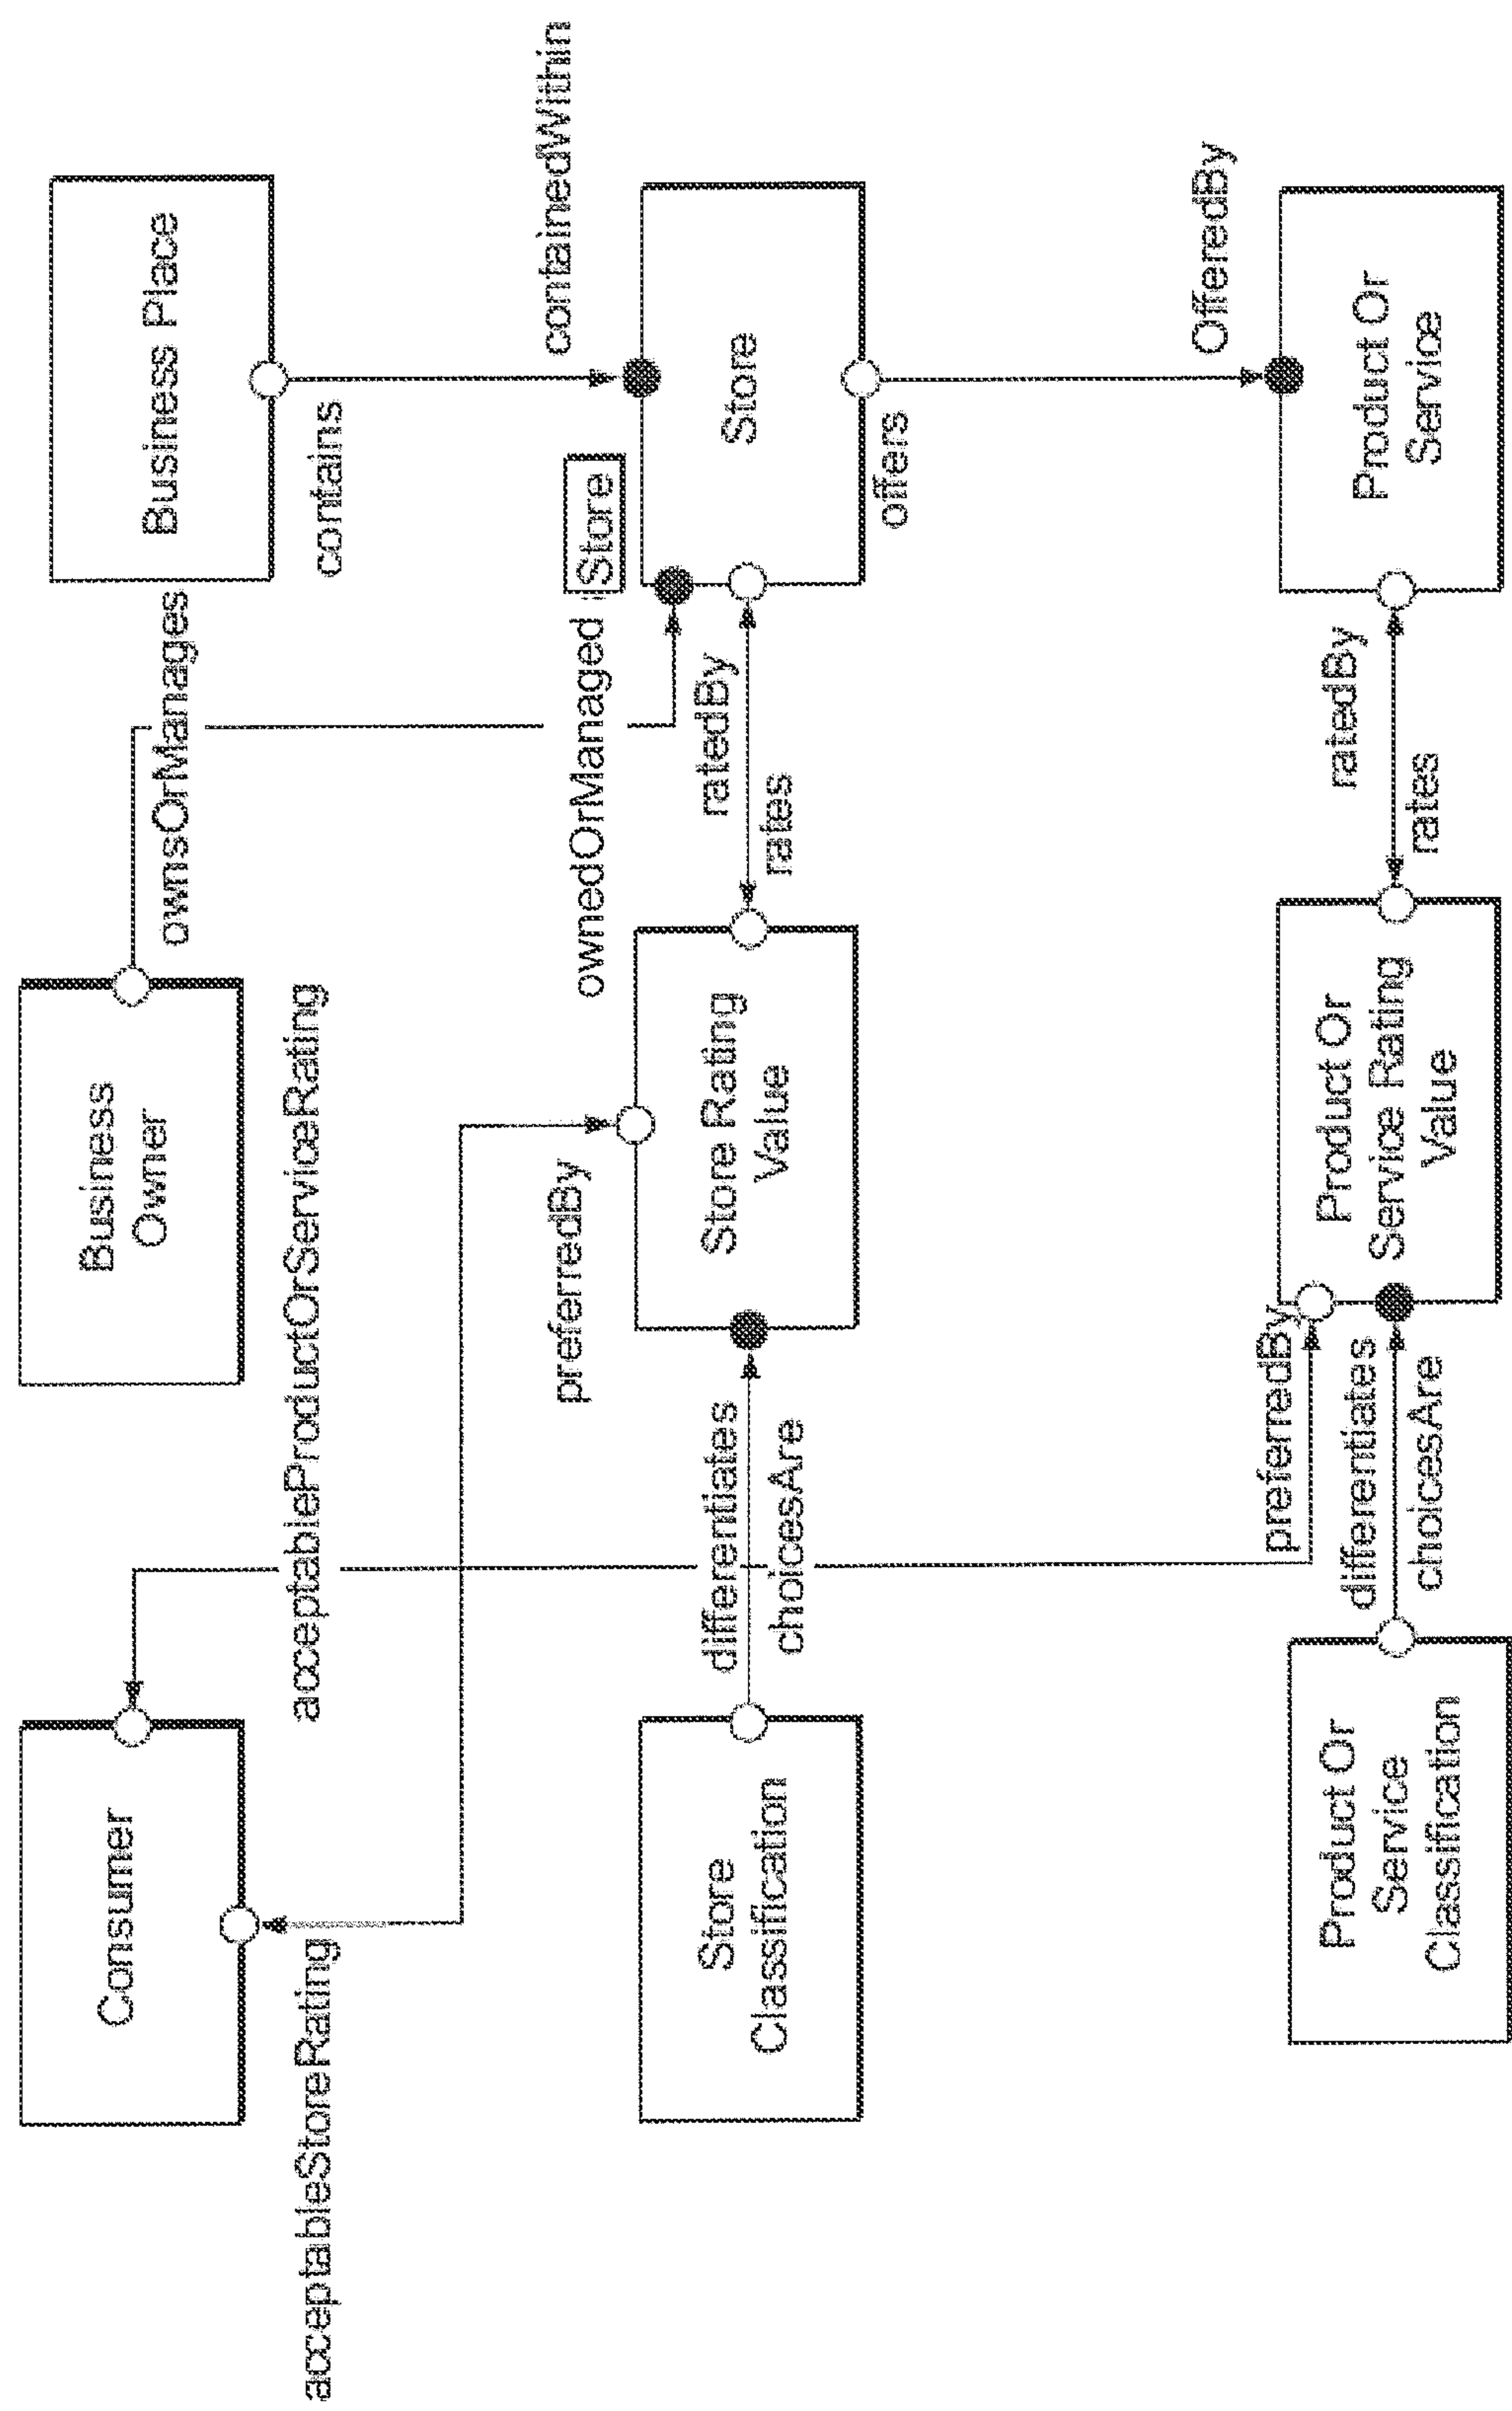 Consumer
Business
Owner
Business Place
ownsOrManages
acceptableStoreRating
acceptableProductOrServiceRating
contains
preferredBy
ownedOrManaged
Store
containedWithin
Store
Classification
differentiates
choicesAre
Store Rating
Value
ratedBy
rates
Store
offers
preferredBy
OfferedBy
Product Or
Service
Classification
differentiates
choicesAre
Product Or
Service Rating
Value
ratedBy
rates
Product Or
Service